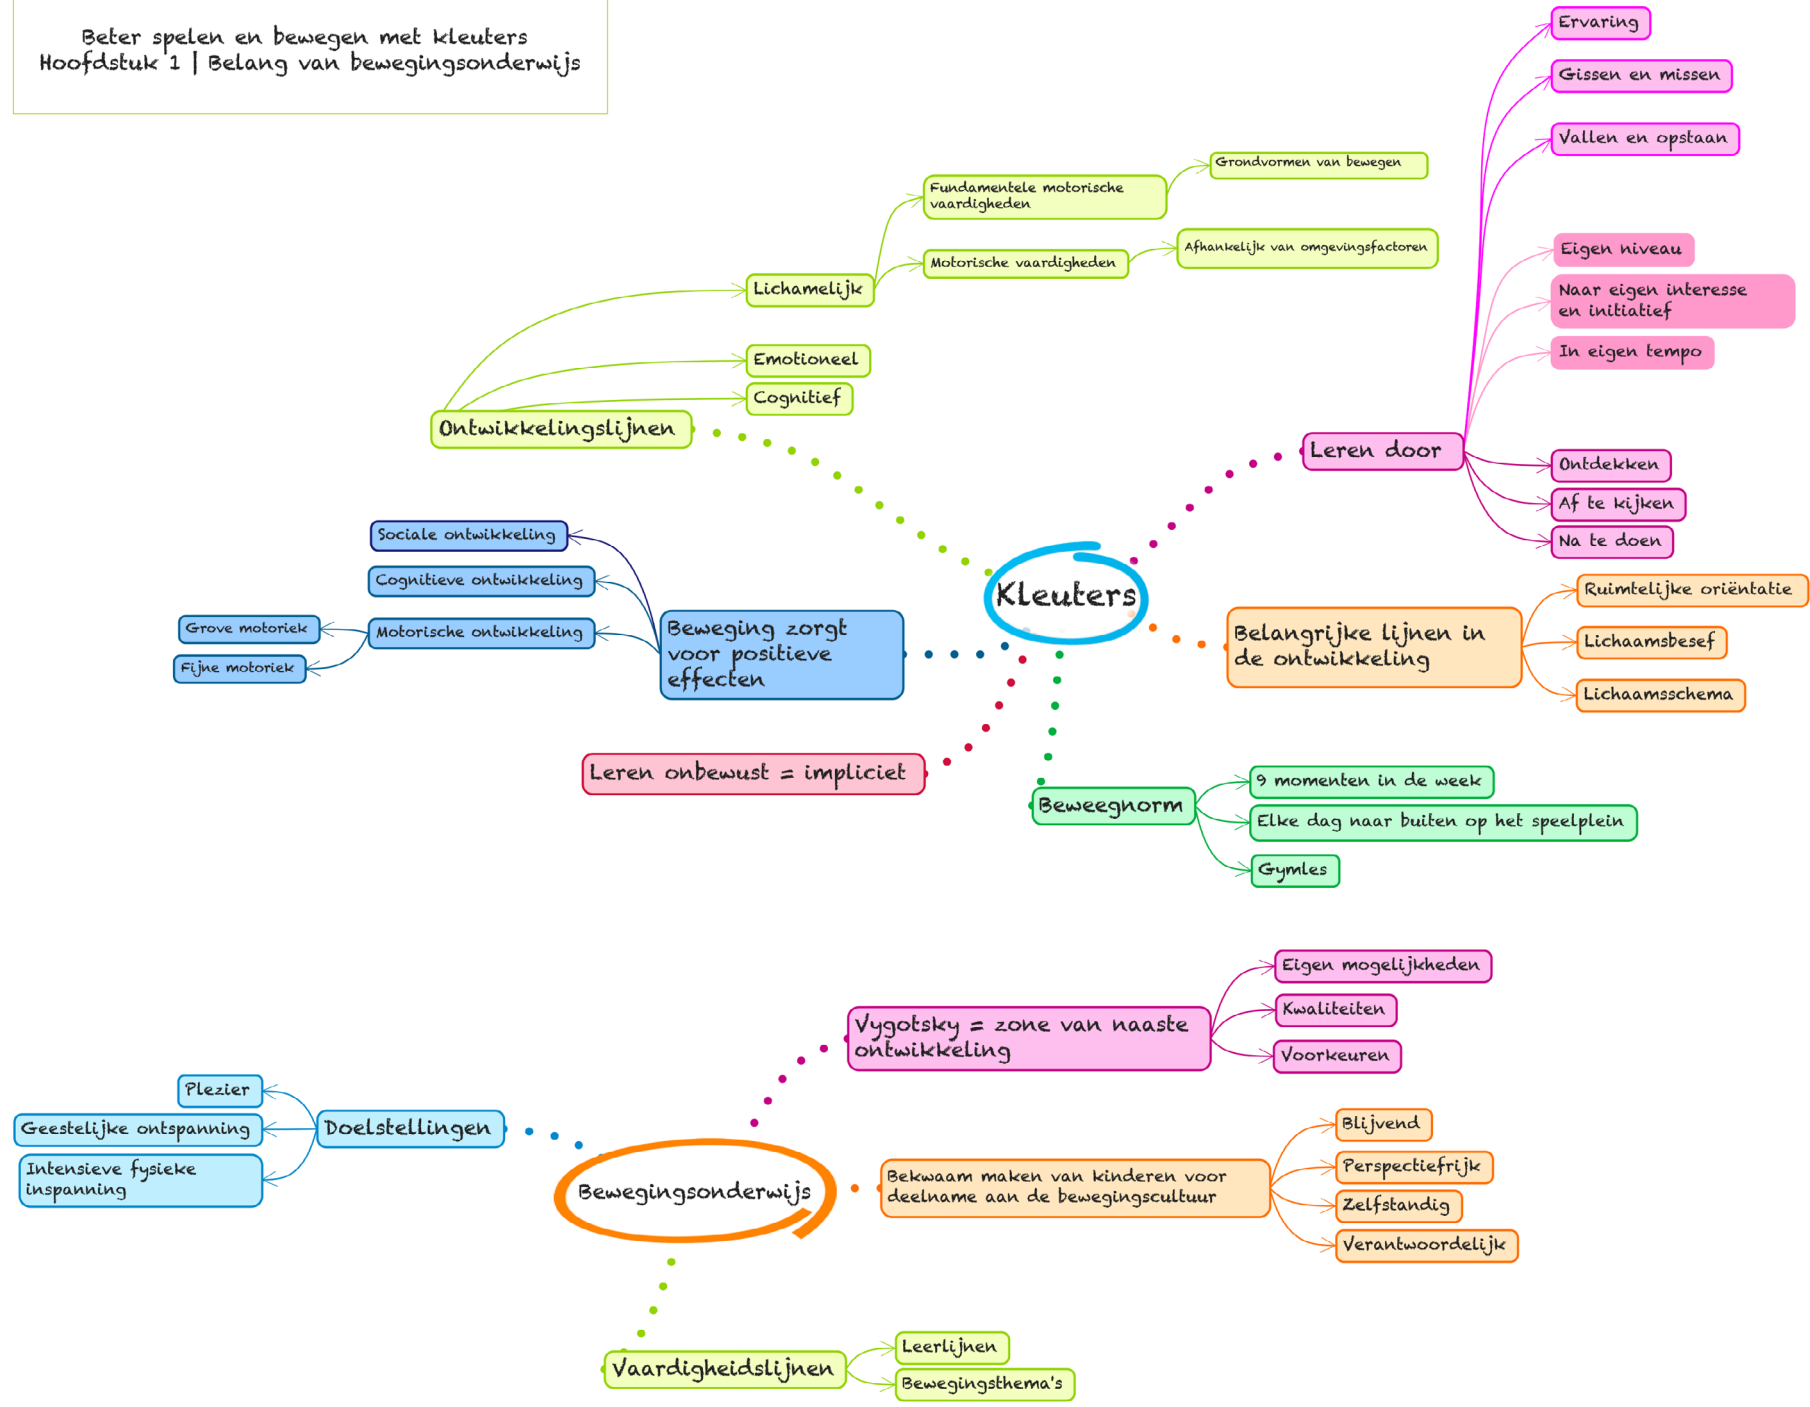 Beter spelen en bewegen met kleuters
Hoofdstuk 1 | Belang van bewegingsonderwijs
Ervaring
Gissen en missen
Vallen en opstaan
Grondvormen van bewegen
Fundamentele motorische
vaardigheden
Motorische vaardigheden
Afhankelijk van omgevingsfactoren
Eigen niveau
Naar eigen interesse
en initiatief
In eigen tempo
Lichamelijk
Emotioneel
Cognitief
Ontwikkelingslijnen
Leren door
Ontdekken
Af te kijken
Na te doen
Sociale ontwikkeling
Cognitieve ontwikkeling
Motorische ontwikkeling
Grove motoriek
Fijne motoriek
Beweging zorgt
voor positieve
effecten
Kleuters
Belangrijke lijnen in
de ontwikkeling
Ruimtelijke oriëntatie
Lichaamsbesef
Lichaamsschema
Leren onbewust = impliciet
Beweegnorm
9 momenten in de week
Elke dag naar buiten op het speelplein
Gymles
Vygotsky = zone van naaste
ontwikkeling
Eigen mogelijkheden
Kwaliteiten
Voorkeuren
Plezier
Geestelijke ontspanning
Intensieve fysieke
inspanning
Doelstellingen
Bewegingsonderwijs
Bekwaam maken van kinderen voor
deelname aan de bewegingscultuur
Blijvend
Perspectiefrijk
Zelfstandig
Verantwoordelijk
Vaardigheidslijnen
Leerlijnen
Bewegingsthema's